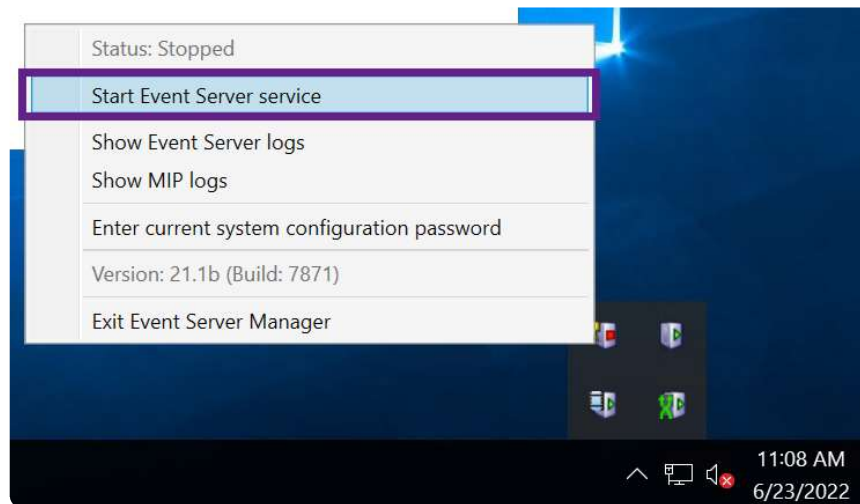 Status: Stopped
Start Event Server service
Show Event Server logs
Show MIP logs
Enter current system configuration password
Version: 21.1b (Build: 7871)
Exit Event Server Manager
11:08 AM
6/23/2022